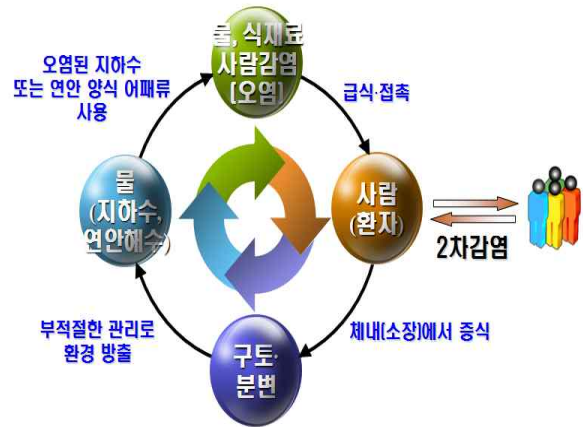 물, 식재료
사람감염
(오염)
오염된 지하수
또는 연안 양식 어패류
사용
급식·접촉
물
(지하수,
연안해수)
사람
(환자)
2차감염
부적절한 관리로
환경 방출
체내(소장)에서 증식
구토·
분변